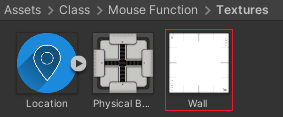 Assets › Class › Mouse Function › Textures
Location Physical B... Wall